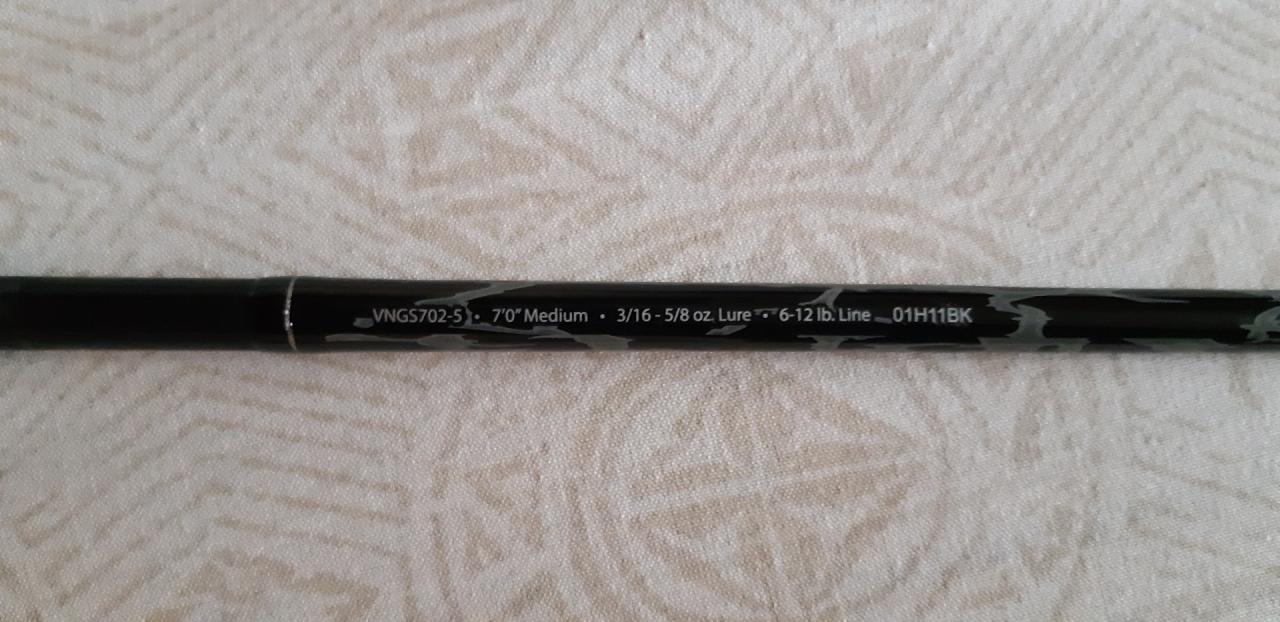 VNGS702-5 • 7'0" Medium • 3/16 - 5/8 oz. Lure • 6-12 lb. Line 01H11BK